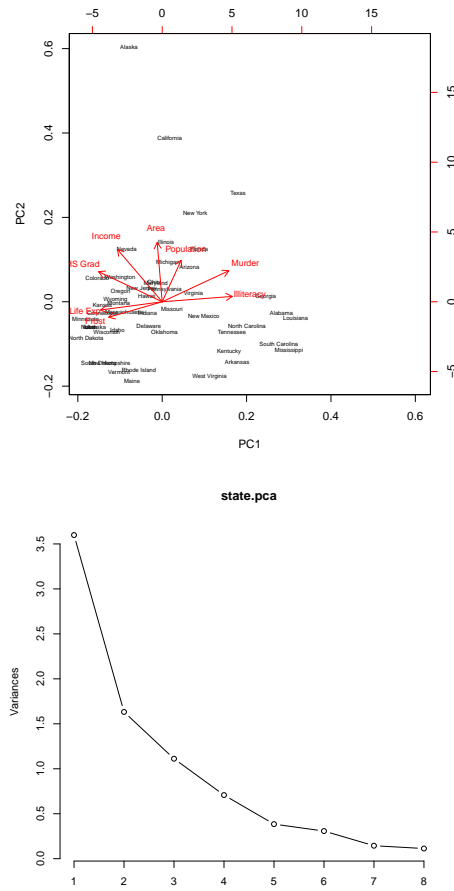 −5 0 5 10 15
Alaska
0.6
15
California
0.4
10
Texas
PC2
New York
0.2
5
Area
Income
Illinois
Population
Nevada
Florida
Michigan
HS Grad
Arizona
Murder
Colorado
Washington
Oregon
New Jersey
Virginia
Illiteracy
Georgia
Hawaii
Wyoming
Montana
Kansas
0.0
0
Life Exp
Missouri
Alabama
New Mexico
Louisiana
Frost
Indiana
Delaware
North Carolina
Wisconsin
Idaho
Oklahoma
Tennessee
North Dakota
South Carolina
Kentucky
Mississippi
Arkansas
Vermont
Rhode Island
West Virginia
Maine
−0.2
−5
−0.2 0.0 0.2 0.4 0.6
PC1
state.pca
3.5
3.0
2.5
2.0
Variances
1.5
1.0
0.5
0.0
1 2 3 4 5 6 7 8